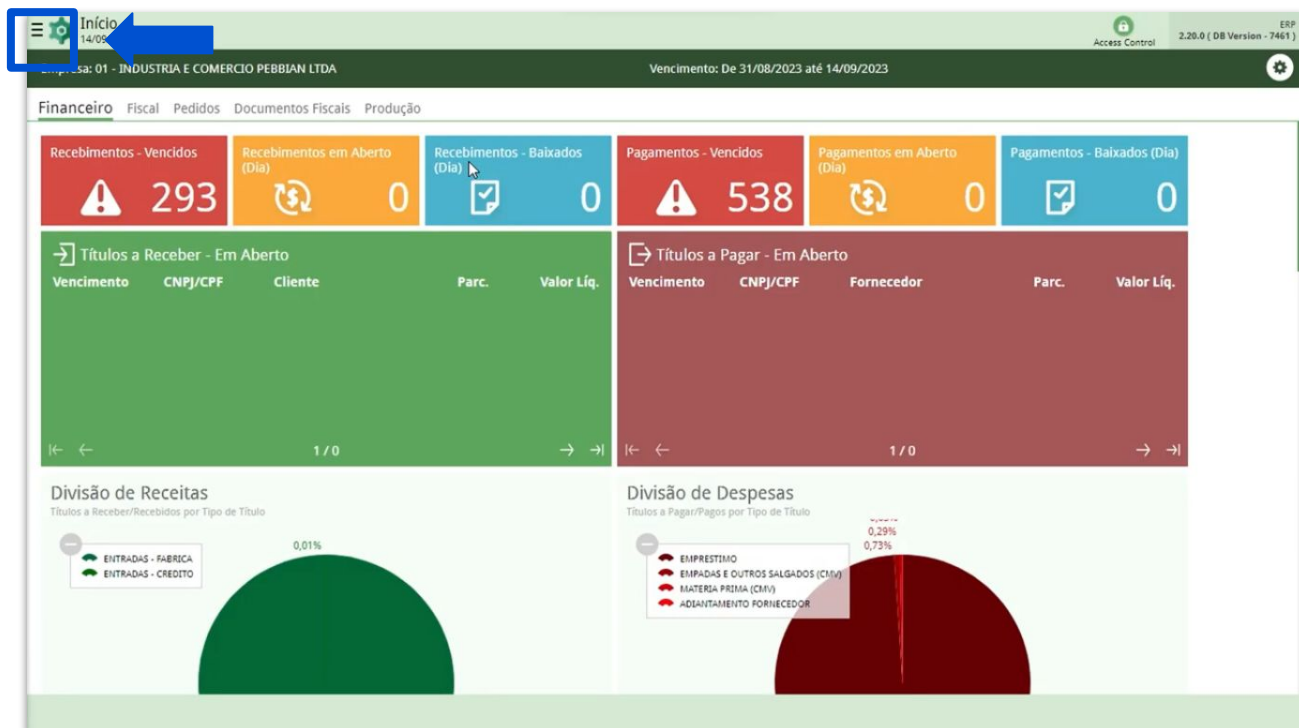 Início
14/09
Access Control
ERP
2.20.0 ( DB Version - 7461 )
Empresa: 01 - INDUSTRIA E COMERCIO PEBBIAN LTDA
Vencimento: De 31/08/2023 até 14/09/2023
Financeiro Fiscal Pedidos Documentos Fiscais Produção
Recebimentos - Vencidos
293
Recebimentos em Aberto
(Dia)
0
Recebimentos - Baixados
(Dia)
0
Pagamentos - Vencidos
538
Pagamentos em Aberto
(Dia)
0
Pagamentos - Baixados (Dia)
0
Títulos a Receber - Em Aberto
Vencimento CNPJ/CPF Cliente Parc. Valor Líq.
1 / 0
Títulos a Pagar - Em Aberto
Vencimento CNPJ/CPF Fornecedor Parc. Valor Líq.
1 / 0
Divisão de Receitas
Títulos a Receber/Recebidos por Tipo de Título
ENTRADAS - FABRICA
ENTRADAS - CREDITO
0,01%
Divisão de Despesas
Títulos a Pagar/Pagos por Tipo de Título
0,29%
0,73%
EMPRESTIMO
EMPADAS E OUTROS SALGADOS (CMV)
MATERIA PRIMA (CMV)
ADIANTAMENTO FORNECEDOR